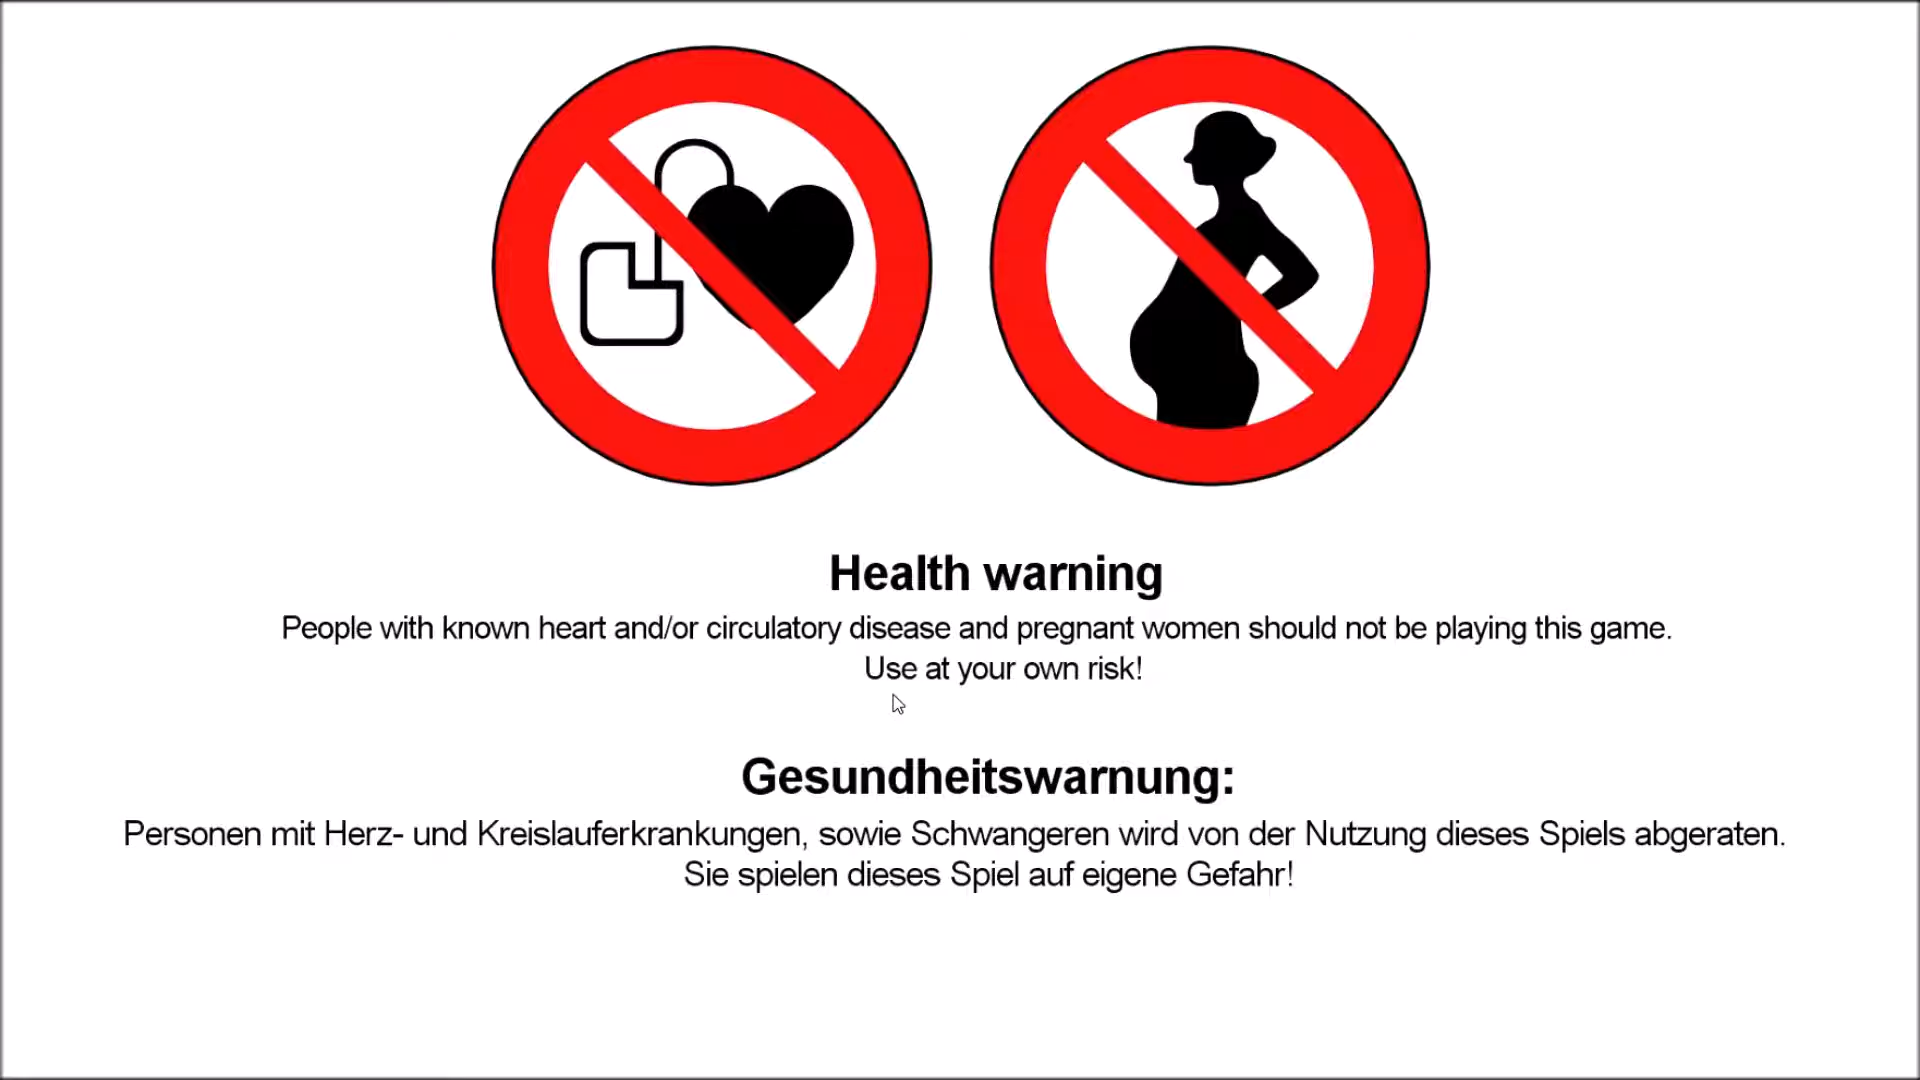 Health warning
People with known heart and/or circulatory disease and pregnant women should not be playing this game.
Use at your own risk!
Gesundheitswarnung:
Personen mit Herz- und Kreislauferkrankungen, sowie Schwangeren wird von der Nutzung dieses Spiels abgeraten.
Sie spielen dieses Spiel auf eigene Gefahr!